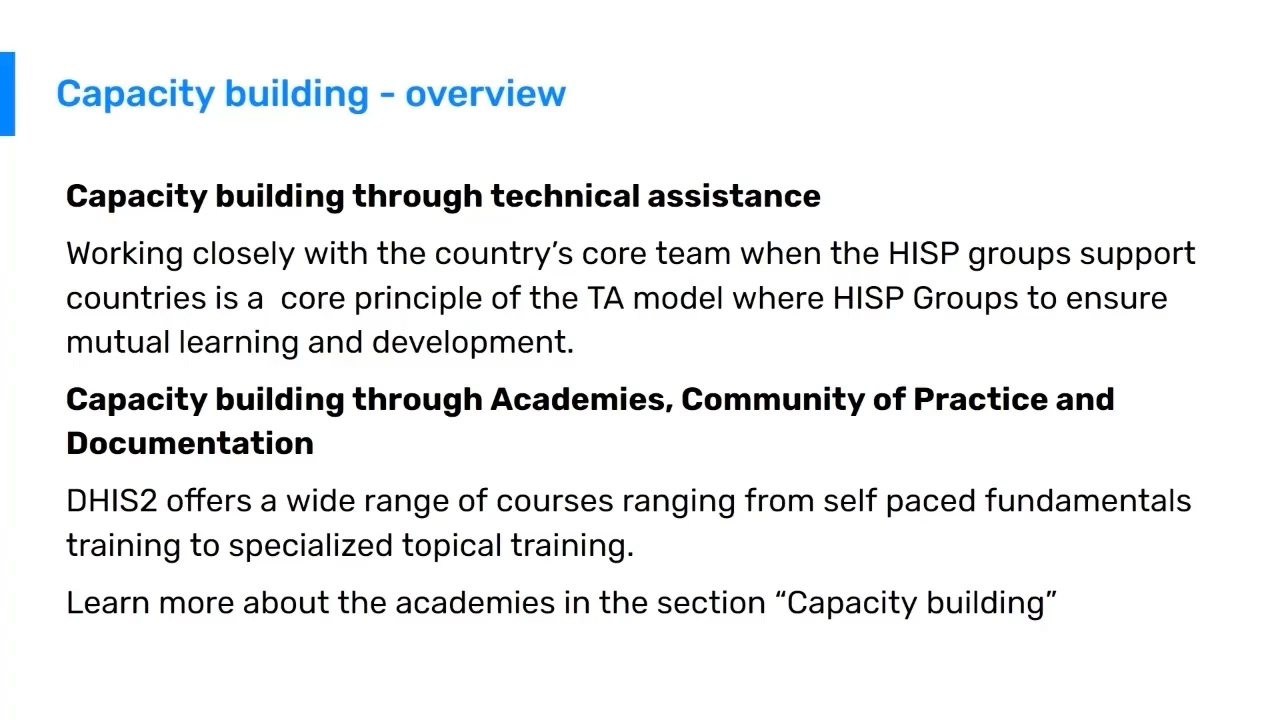 Capacity building - overview
Capacity building through technical assistance
Working closely with the country’s core team when the HISP groups support
countries is a  core principle of the TA model where HISP Groups to ensure
mutual learning and development.
Capacity building through Academies, Community of Practice and
Documentation
DHIS2 offers a wide range of courses ranging from self paced fundamentals
training to specialized topical training.
Learn more about the academies in the section “Capacity building”